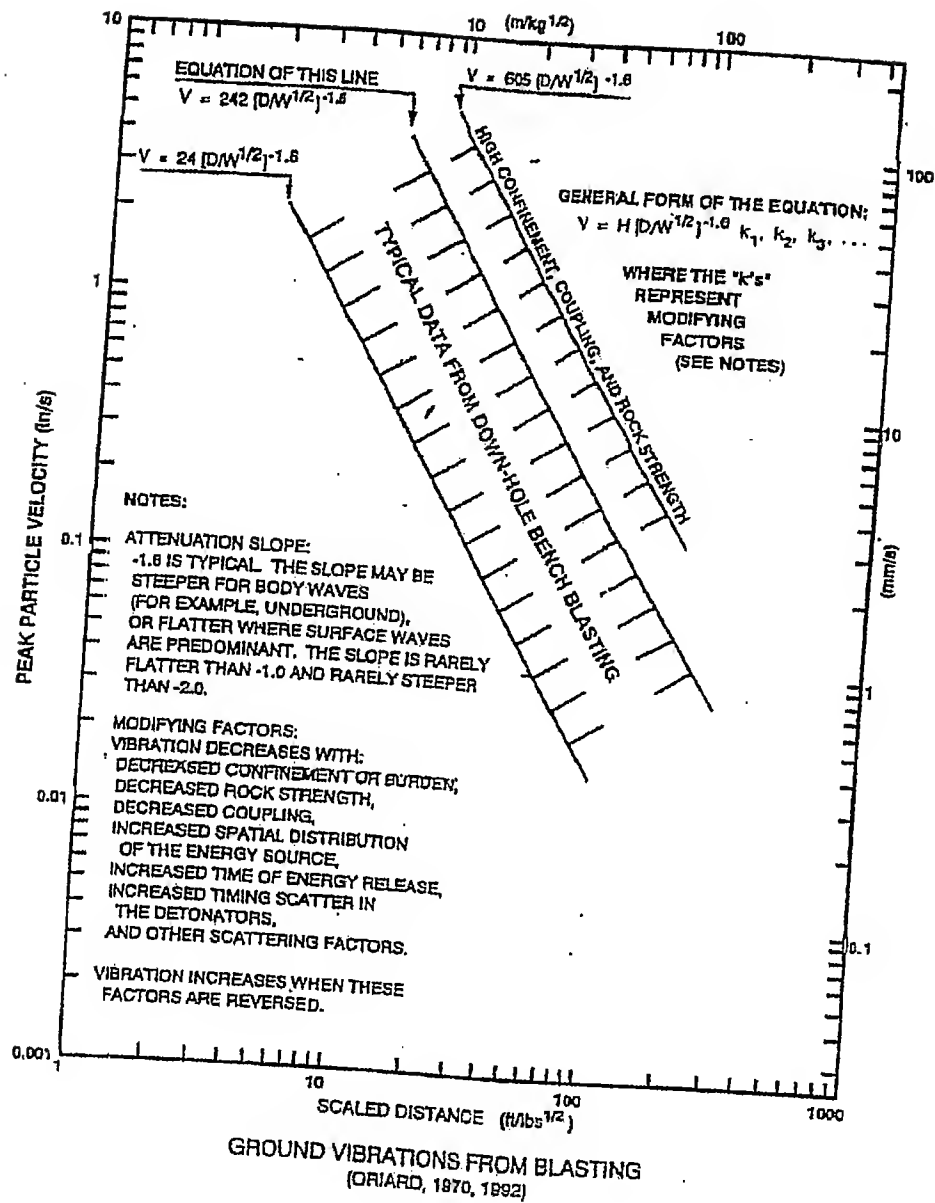 10 (m/kg1/2) 100
10
EQUATION OF THIS LINE
V = 242 [D/W1/2]-1.6
V = 605 [D/W1/2]-1.6
V = 24 [D/W1/2]-1.6
HIGH CONFINEMENT, COUPLING, AND ROCK STRENGTH
TYPICAL DATA FROM DOWN-HOLE BENCH BLASTING
GENERAL FORM OF THE EQUATION:
V = H [D/W1/2]-1.6 k1, k2, k3, ...
WHERE THE "k's"
REPRESENT
MODIFYING
FACTORS
(SEE NOTES)
100
1
10
(mm/s)
PEAK PARTICLE VELOCITY (in/s)
0.1
1
NOTES:
ATTENUATION SLOPE:
-1.6 IS TYPICAL. THE SLOPE MAY BE
STEEPER FOR BODY WAVES
(FOR EXAMPLE, UNDERGROUND),
OR FLATTER WHERE SURFACE WAVES
ARE PREDOMINANT. THE SLOPE IS RARELY
FLATTER THAN -1.0 AND RARELY STEEPER
THAN -2.0.
MODIFYING FACTORS:
VIBRATION DECREASES WITH:
DECREASED CONFINEMENT OR BURDEN,
DECREASED ROCK STRENGTH,
DECREASED COUPLING,
INCREASED SPATIAL DISTRIBUTION
OF THE ENERGY SOURCE,
INCREASED TIME OF ENERGY RELEASE,
INCREASED TIMING SCATTER IN
THE DETONATORS,
AND OTHER SCATTERING FACTORS.
VIBRATION INCREASES WHEN THESE
FACTORS ARE REVERSED.
0.01
0.1
0.001
1 10 100 1000
SCALED DISTANCE (ft/lbs1/2)
GROUND VIBRATIONS FROM BLASTING
(ORIARD, 1970, 1992)